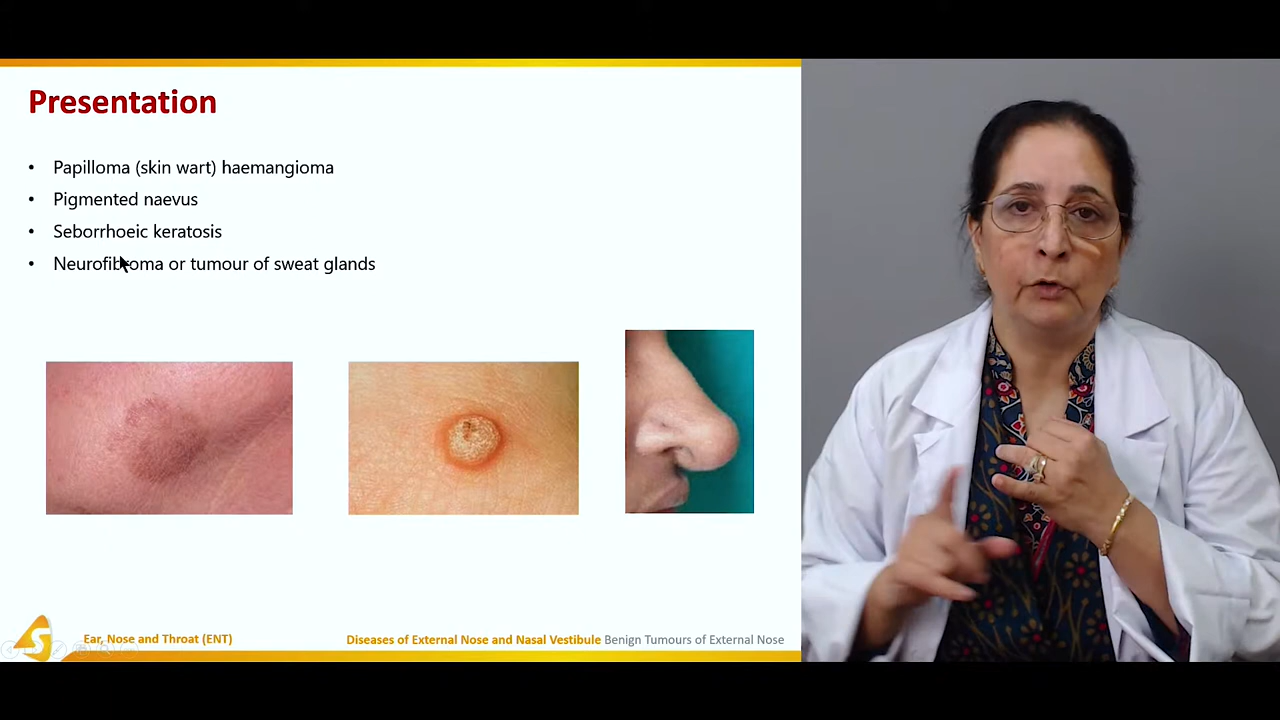 Presentation
• Papilloma (skin wart) haemangioma
• Pigmented naevus
• Seborrhoeic keratosis
• Neurofibroma or tumour of sweat glands
S
Ear, Nose and Throat (ENT)
Diseases of External Nose and Nasal Vestibule Benign Tumours of External Nose